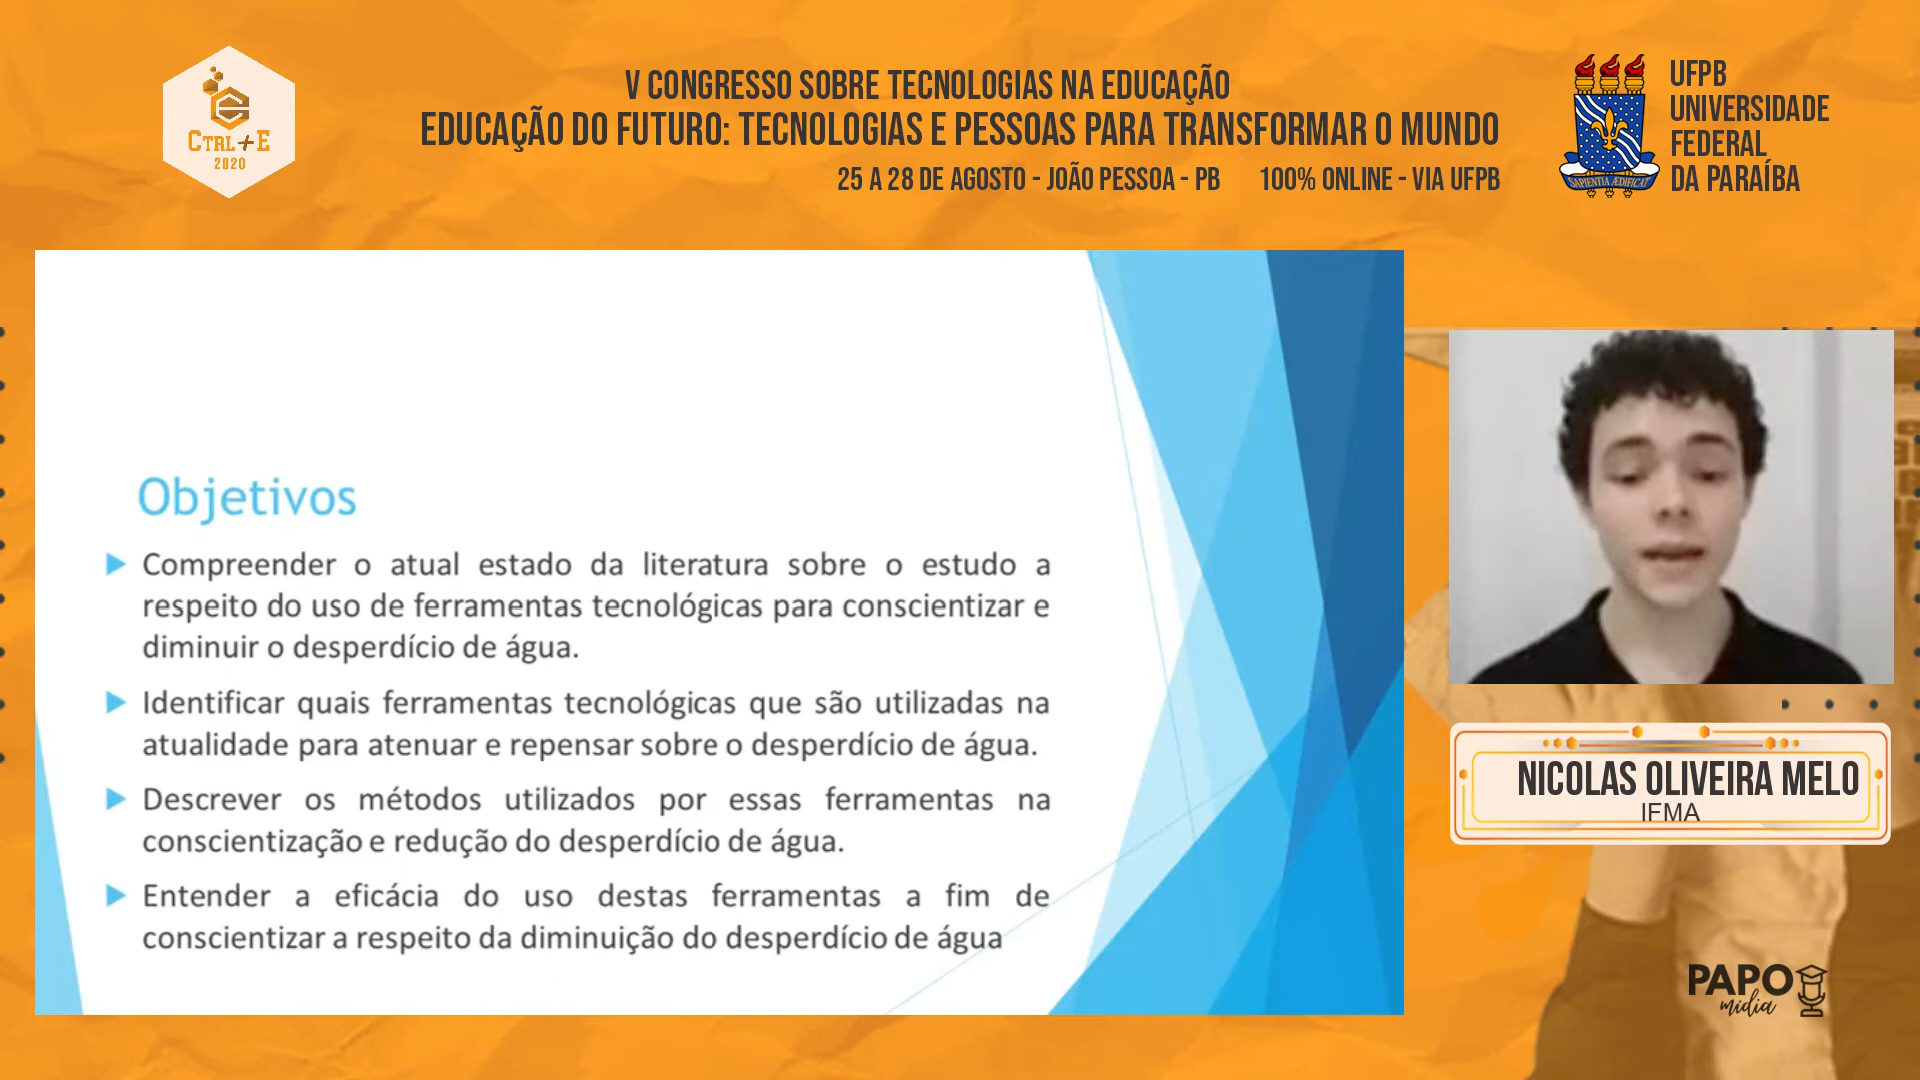 CTRL+E
2020
V CONGRESSO SOBRE TECNOLOGIAS NA EDUCAÇÃO
EDUCAÇÃO DO FUTURO: TECNOLOGIAS E PESSOAS PARA TRANSFORMAR O MUNDO
25 A 28 DE AGOSTO - JOÃO PESSOA - PB 100% ONLINE - VIA UFPB
SAPIENTIA ÆDIFICAT
UFPB
UNIVERSIDADE
FEDERAL
DA PARAÍBA
Objetivos
Compreender o atual estado da literatura sobre o estudo a
respeito do uso de ferramentas tecnológicas para conscientizar e
diminuir o desperdício de água.
Identificar quais ferramentas tecnológicas que são utilizadas na
atualidade para atenuar e repensar sobre o desperdício de água.
Descrever os métodos utilizados por essas ferramentas na
conscientização e redução do desperdício de água.
Entender a eficácia do uso destas ferramentas a fim de
conscientizar a respeito da diminuição do desperdício de água
NICOLAS OLIVEIRA MELO
IFMA
PAPO
mídia